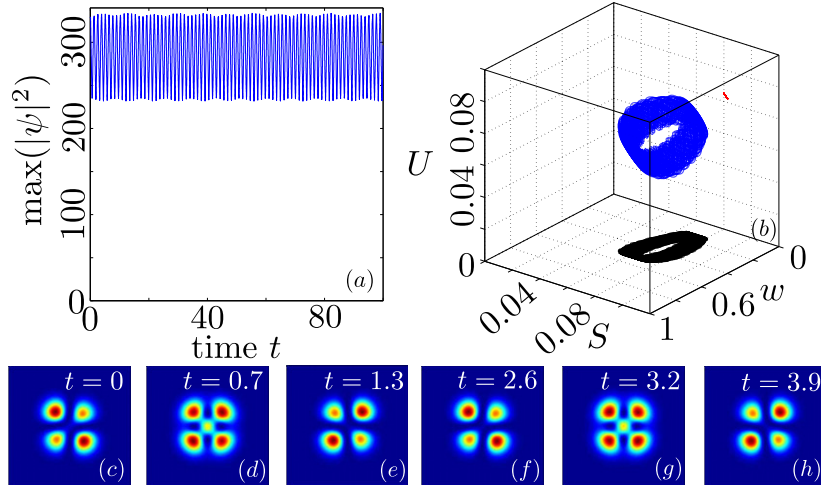 max(|ψ|²)
300
200
100
0
0
40
80
time t
(a)
U
0.08
0.04
0
0.04
0.08
S
1
0.6
w
0
(b)
t = 0
(c)
t = 0.7
(d)
t = 1.3
(e)
t = 2.6
(f)
t = 3.2
(g)
t = 3.9
(h)